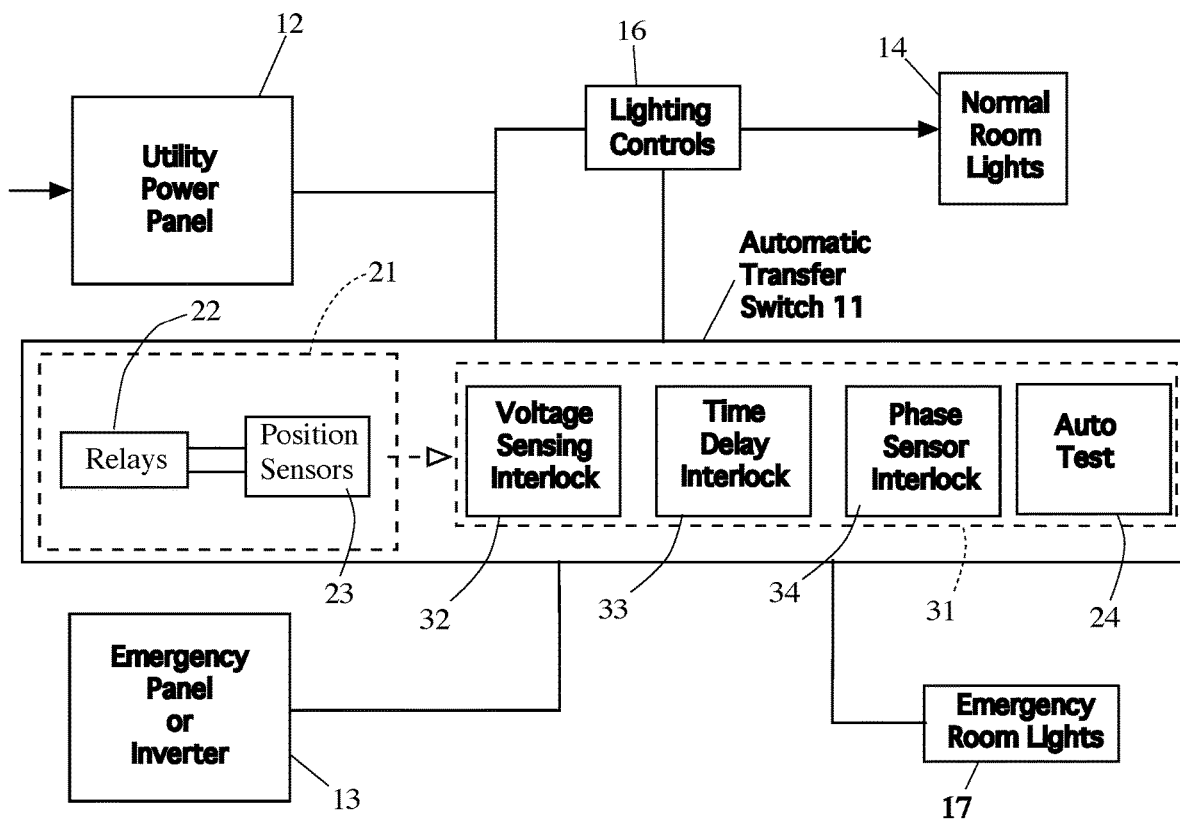 12
16
14
Utility
Power
Panel
Lighting
Controls
Normal
Room
Lights
Automatic
Transfer
Switch 11
21
22
Relays
Position
Sensors
Voltage
Sensing
Interlock
Time
Delay
Interlock
Phase
Sensor
Interlock
Auto
Test
23
32
33
34
31
24
Emergency
Panel
or
Inverter
13
Emergency
Room Lights
17